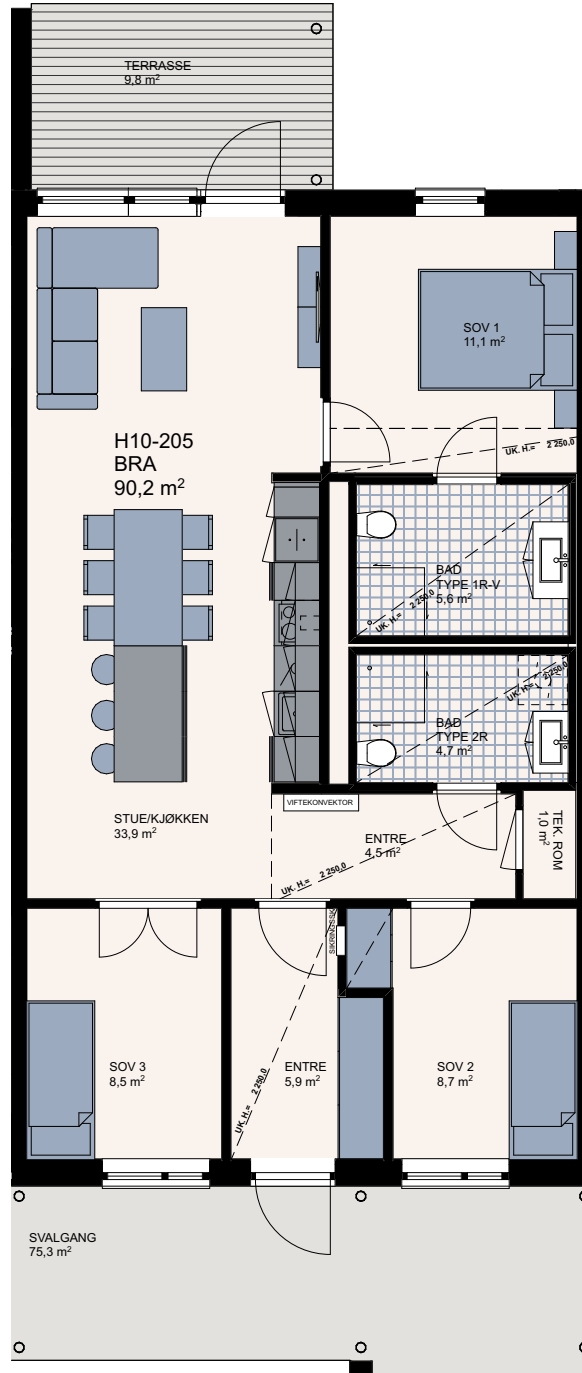 TERRASSE
9,8 m²
SOV 1
11,1 m²
H10-205
BRA
90,2 m²
UK. H.= 2 250,0
BAD
TYPE 1R-V
5,6 m²
UK. H.= 2 250,0
UK. H.= 2 250,0
BAD
TYPE 2R
4,7 m²
VIFTEKONVEKTOR
STUE/KJØKKEN
33,9 m²
ENTRE
4,5 m²
TEK. ROM
1,0 m²
UK. H.= 2 250,0
SIKRINGSSK
SOV 3
8,5 m²
ENTRE
5,9 m²
SOV 2
8,7 m²
UK. H.= 2 250,0
SVALGANG
75,3 m²